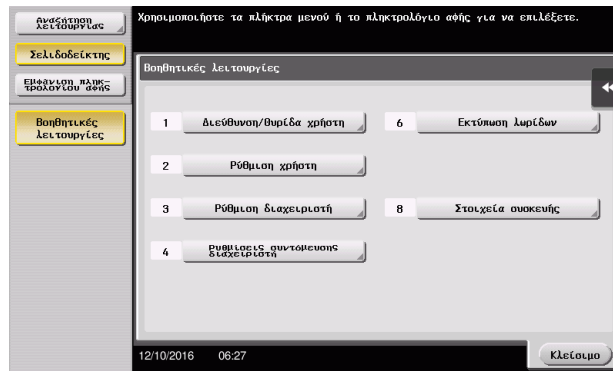 Αναζήτηση
λειτουργίας
Χρησιμοποιήστε τα πλήκτρα μενού ή το πληκτρολόγιο αφής για να επιλέξετε.
Σελιδοδείκτης
Εμφάνιση πληκ-
τρολογίου αφής
Βοηθητικές
λειτουργίες
Βοηθητικές λειτουργίες
1 Διεύθυνση/θυρίδα χρήστη
6 Εκτύπωση λωρίδων
2 Ρύθμιση χρήστη
3 Ρύθμιση διαχειριστή
8 Στοιχεία συσκευής
4 Ρυθμίσεις συντόμευσης
διαχειριστή
12/10/2016 06:27
Κλείσιμο